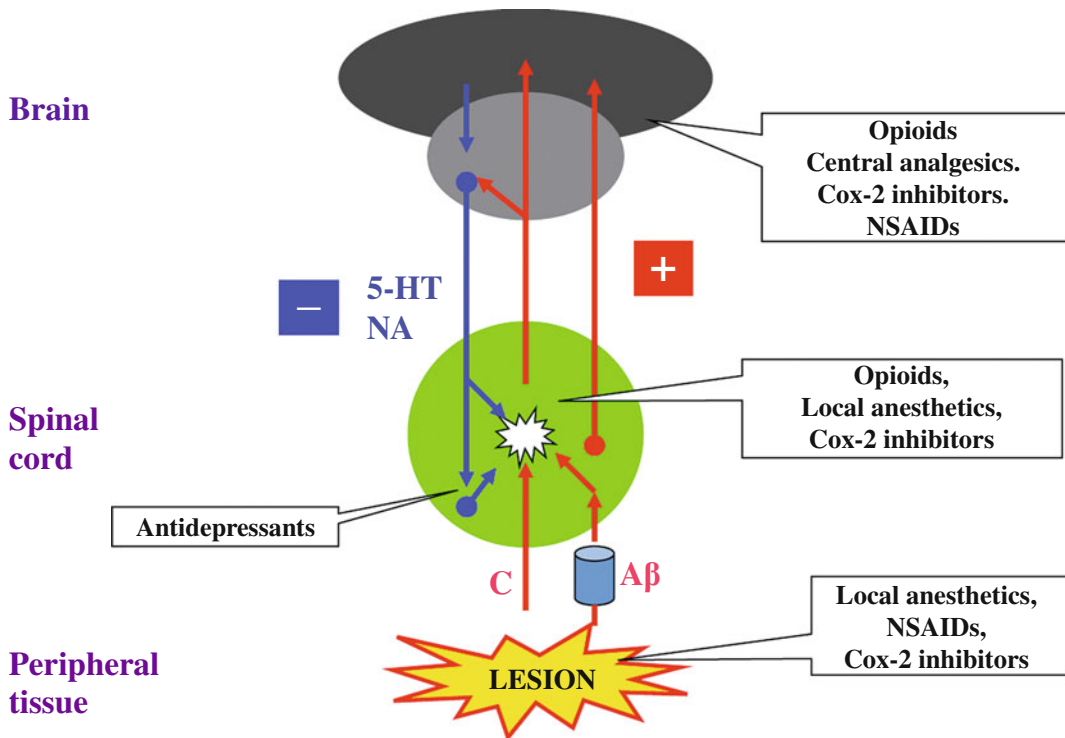 Brain
Opioids
Central analgesics.
Cox-2 inhibitors.
NSAIDs
–
5-HT
NA
+
Spinal
cord
Opioids,
Local anesthetics,
Cox-2 inhibitors
Antidepressants
C
Aβ
Peripheral
tissue
LESION
Local anesthetics,
NSAIDs,
Cox-2 inhibitors